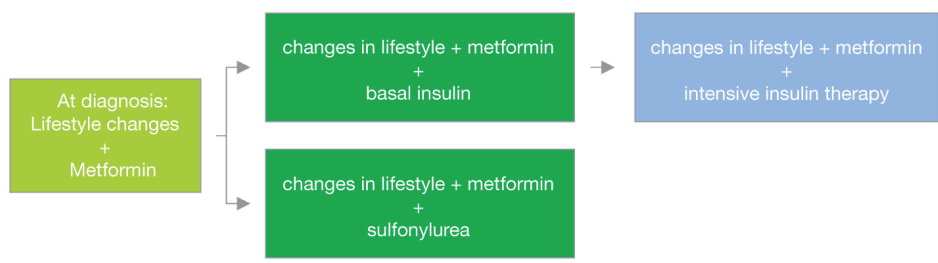 At diagnosis:
Lifestyle changes
+
Metformin
changes in lifestyle + metformin
+
basal insulin
changes in lifestyle + metformin
+
intensive insulin therapy
changes in lifestyle + metformin
+
sulfonylurea